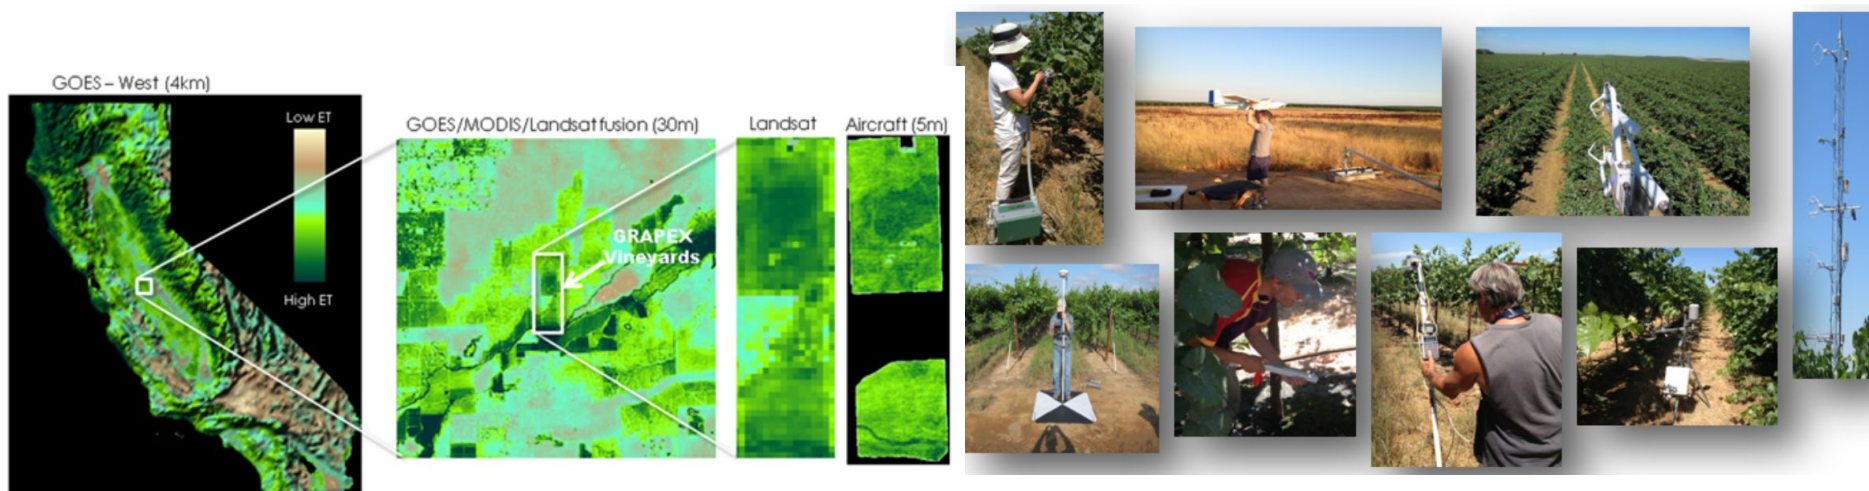 GOES – West (4km)
Low ET
High ET
GOES/MODIS/Landsat fusion (30m)
GRAPEX
Vineyards
Landsat
Aircraft (5m)